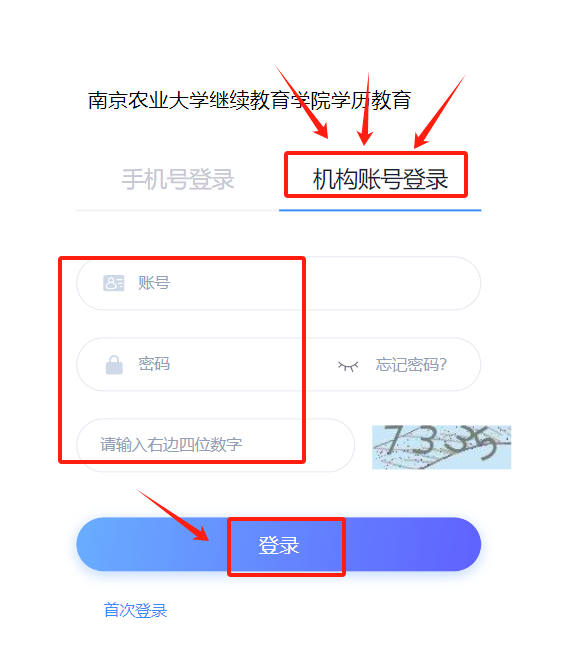 南京农业大学继续教育学院学历教育
手机号登录 机构账号登录
账号
密码 忘记密码?
请输入右边四位数字 7335
登录
首次登录